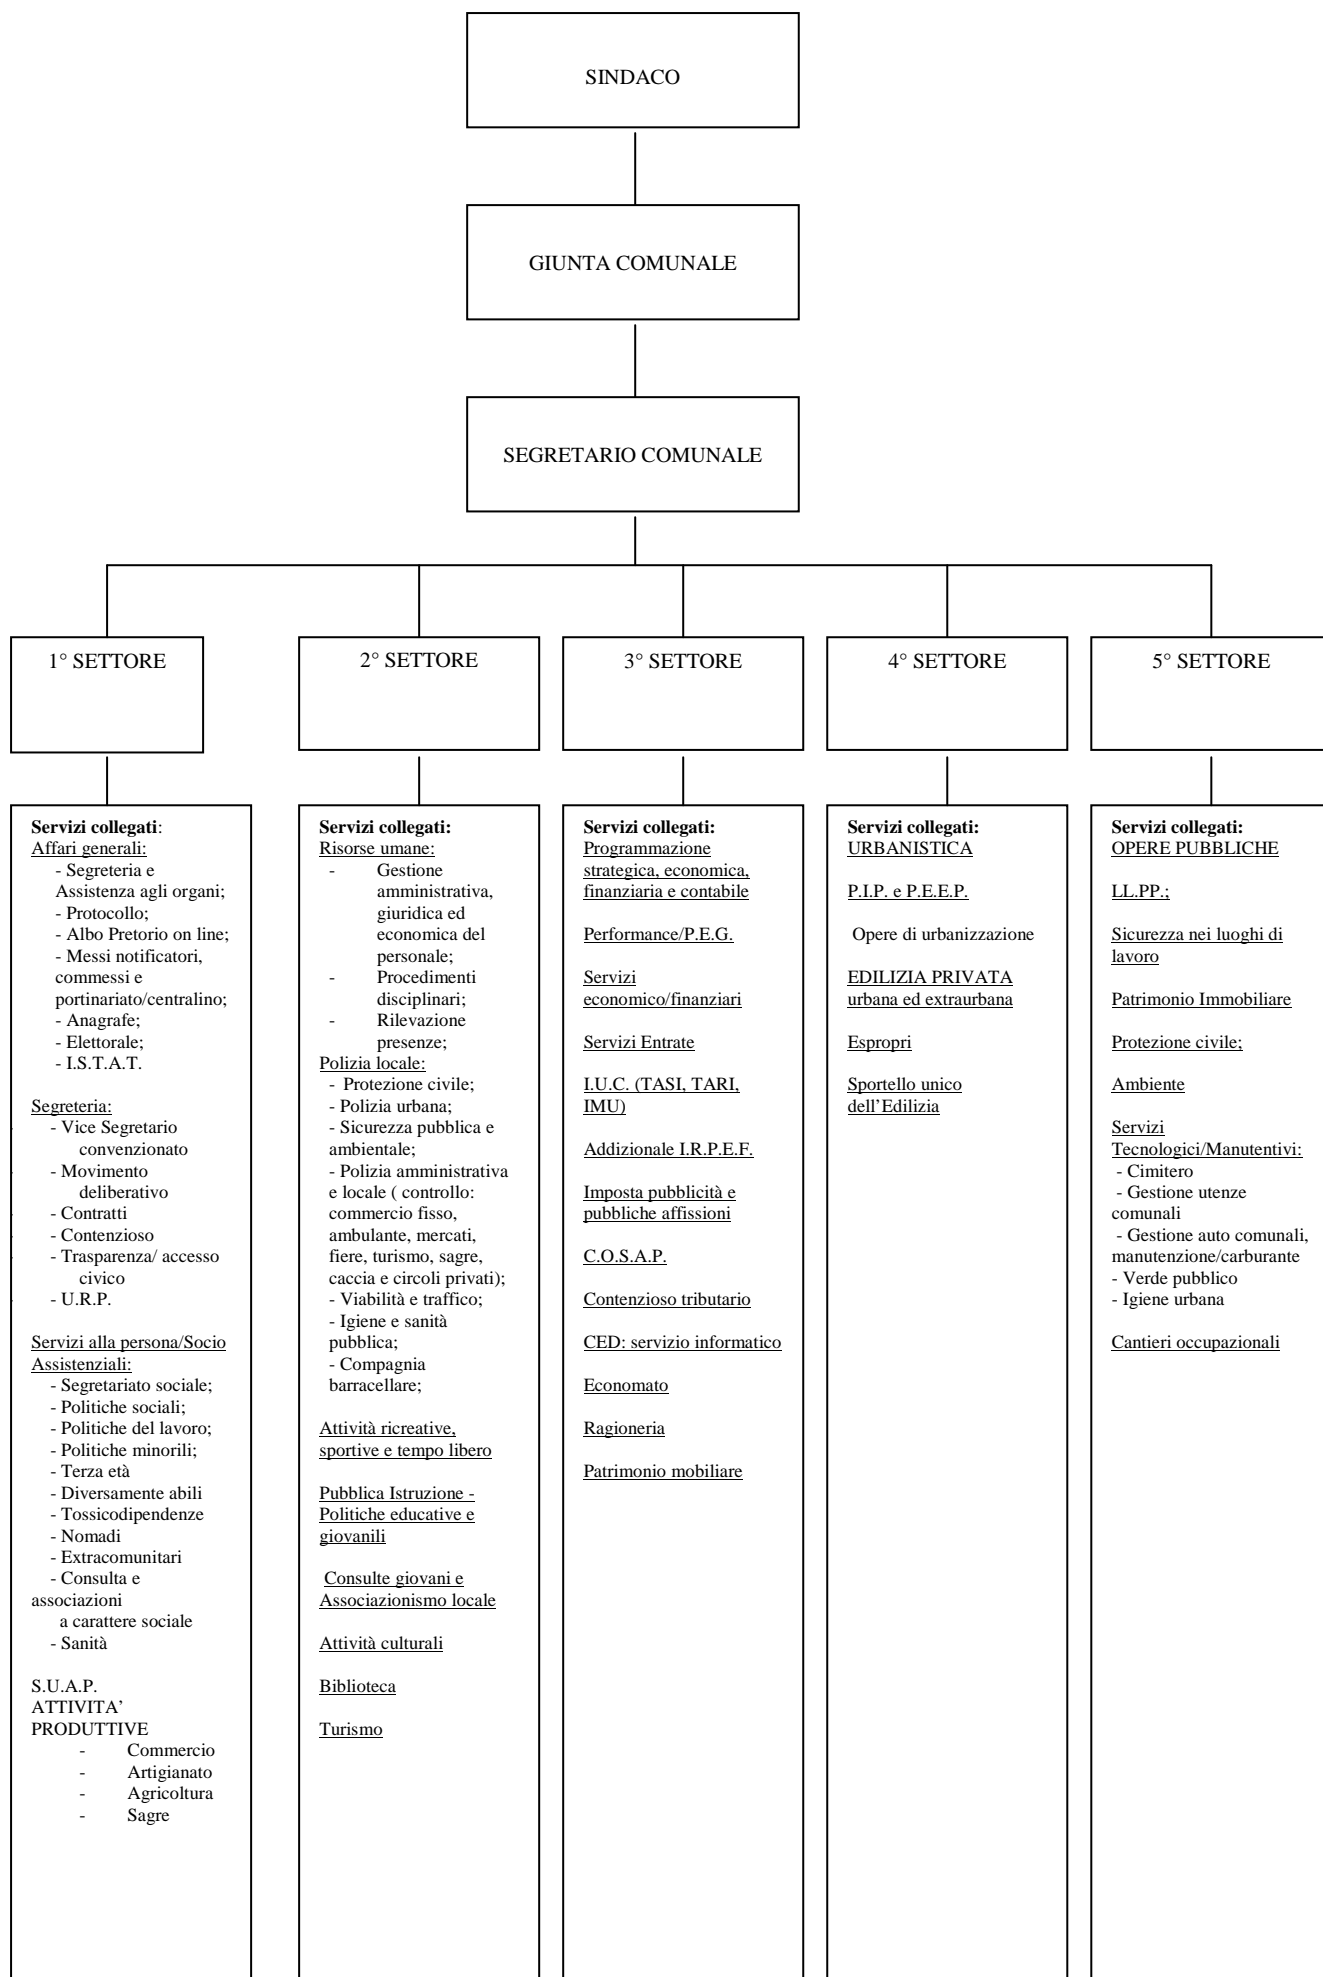 SINDACO
GIUNTA COMUNALE
SEGRETARIO COMUNALE
1° SETTORE
2° SETTORE
3° SETTORE
4° SETTORE
5° SETTORE
Servizi collegati:
Affari generali:
- Segreteria e
Assistenza agli organi;
- Protocollo;
- Albo Pretorio on line;
- Messi notificatori,
commessi e
portinariato/centralino;
- Anagrafe;
- Elettorale;
- I.S.T.A.T.
Segreteria:
- Vice Segretario
convenzionato
- Movimento
deliberativo
- Contratti
- Contenzioso
- Trasparenza/ accesso
civico
- U.R.P.
Servizi alla persona/Socio
Assistenziali:
- Segretariato sociale;
- Politiche sociali;
- Politiche del lavoro;
- Politiche minorili;
- Terza età
- Diversamente abili
- Tossicodipendenze
- Nomadi
- Extracomunitari
- Consulta e
associazioni
a carattere sociale
- Sanità
S.U.A.P.
ATTIVITA’
PRODUTTIVE
- Commercio
- Artigianato
- Agricoltura
- Sagre
Servizi collegati:
Risorse umane:
- Gestione
amministrativa,
giuridica ed
economica del
personale;
- Procedimenti
disciplinari;
- Rilevazione
presenze;
Polizia locale:
- Protezione civile;
- Polizia urbana;
- Sicurezza pubblica e
ambientale;
- Polizia amministrativa
e locale ( controllo:
commercio fisso,
ambulante, mercati,
fiere, turismo, sagre,
caccia e circoli privati);
- Viabilità e traffico;
- Igiene e sanità
pubblica;
- Compagnia
barracellare;
Attività ricreative,
sportive e tempo libero
Pubblica Istruzione -
Politiche educative e
giovanili
Consulte giovani e
Associazionismo locale
Attività culturali
Biblioteca
Turismo
Servizi collegati:
Programmazione
strategica, economica,
finanziaria e contabile
Performance/P.E.G.
Servizi
economico/finanziari
Servizi Entrate
I.U.C. (TASI, TARI,
IMU)
Addizionale I.R.P.E.F.
Imposta pubblicità e
pubbliche affissioni
C.O.S.A.P.
Contenzioso tributario
CED: servizio informatico
Economato
Ragioneria
Patrimonio mobiliare
Servizi collegati:
URBANISTICA
P.I.P. e P.E.E.P.
Opere di urbanizzazione
EDILIZIA PRIVATA
urbana ed extraurbana
Espropri
Sportello unico
dell’Edilizia
Servizi collegati:
OPERE PUBBLICHE
LL.PP.;
Sicurezza nei luoghi di
lavoro
Patrimonio Immobiliare
Protezione civile;
Ambiente
Servizi
Tecnologici/Manutentivi:
- Cimitero
- Gestione utenze
comunali
- Gestione auto comunali,
manutenzione/carburante
- Verde pubblico
- Igiene urbana
Cantieri occupazionali